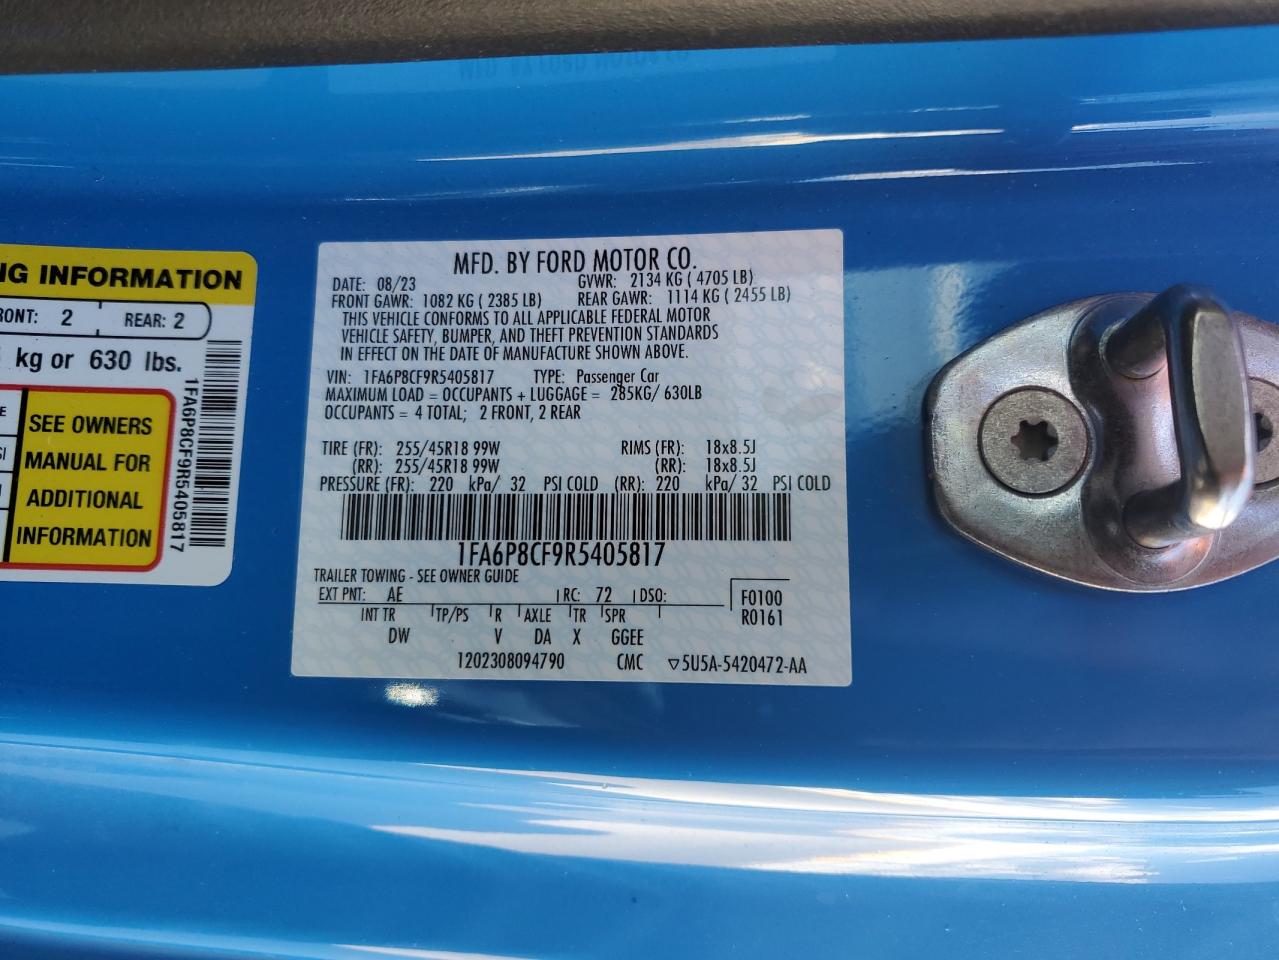 NG INFORMATION
RONT: 2 REAR: 2
kg or 630 lbs.
SEE OWNERS
MANUAL FOR
ADDITIONAL
INFORMATION
1FA6P8CF9R5405817
MFD. BY FORD MOTOR CO.
DATE: 08/23 GVWR: 2134 KG ( 4705 LB)
FRONT GAWR: 1082 KG ( 2385 LB) REAR GAWR: 1114 KG ( 2455 LB)
THIS VEHICLE CONFORMS TO ALL APPLICABLE FEDERAL MOTOR
VEHICLE SAFETY, BUMPER, AND THEFT PREVENTION STANDARDS
IN EFFECT ON THE DATE OF MANUFACTURE SHOWN ABOVE.
VIN: 1FA6P8CF9R5405817 TYPE: Passenger Car
MAXIMUM LOAD = OCCUPANTS + LUGGAGE = 285KG/ 630LB
OCCUPANTS = 4 TOTAL; 2 FRONT, 2 REAR
TIRE (FR): 255/45R18 99W RIMS (FR): 18x8.5J
(RR): 255/45R18 99W (RR): 18x8.5J
PRESSURE (FR): 220 kPa/ 32 PSI COLD (RR): 220 kPa/ 32 PSI COLD
1FA6P8CF9R5405817
TRAILER TOWING - SEE OWNER GUIDE
EXT PNT: AE RC: 72 DSO: F0100
INT TR TP/PS R AXLE TR SPR R0161
DW V DA X GGEE
1202308094790 CMC ▽5U5A-5420472-AA